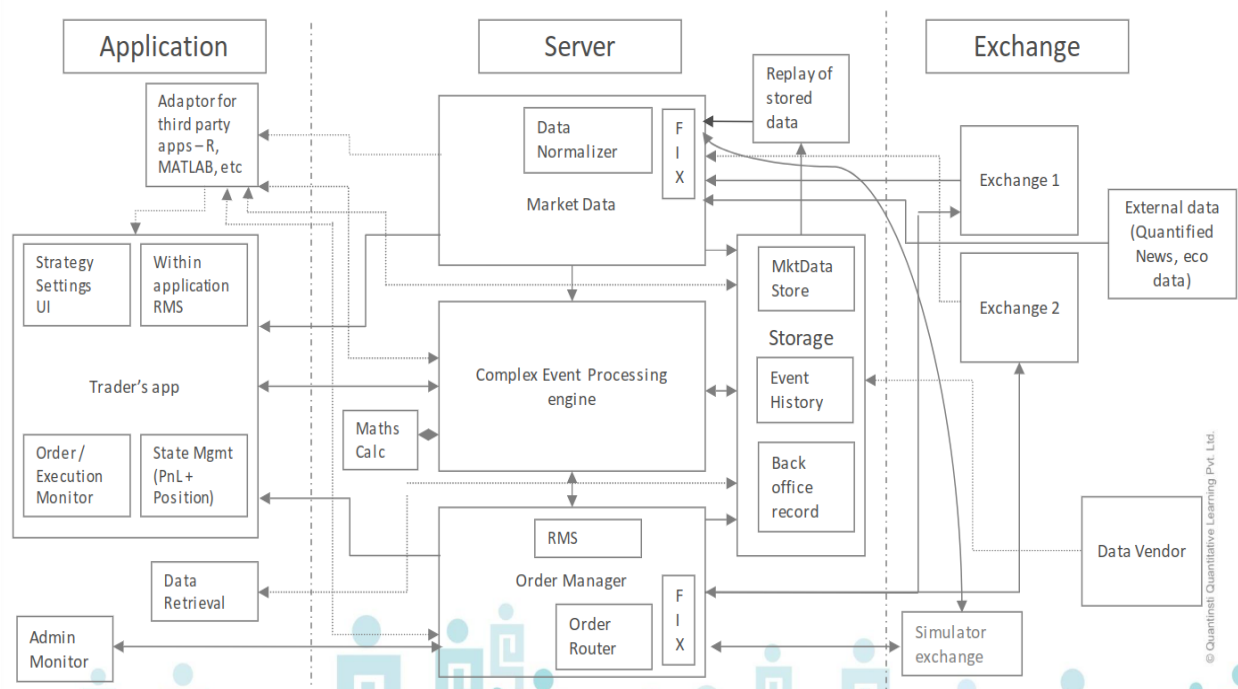 Application
Server
Exchange
Adaptor for
third party
apps – R,
MATLAB, etc
Data
Normalizer
F
I
X
Market Data
Replay of
stored
data
Exchange 1
External data
(Quantified
News, eco
data)
Exchange 2
Strategy
Settings
UI
Within
application
RMS
Trader's app
Order /
Execution
Monitor
State Mgmt
(PnL +
Position)
Complex Event Processing
engine
Maths
Calc
MktData
Store
Storage
Event
History
Back
office
record
RMS
Order Manager
Order
Router
F
I
X
Data
Retrieval
Admin
Monitor
Data Vendor
Simulator
exchange
© Quantinsti Quantitative Learning Pvt. Ltd.